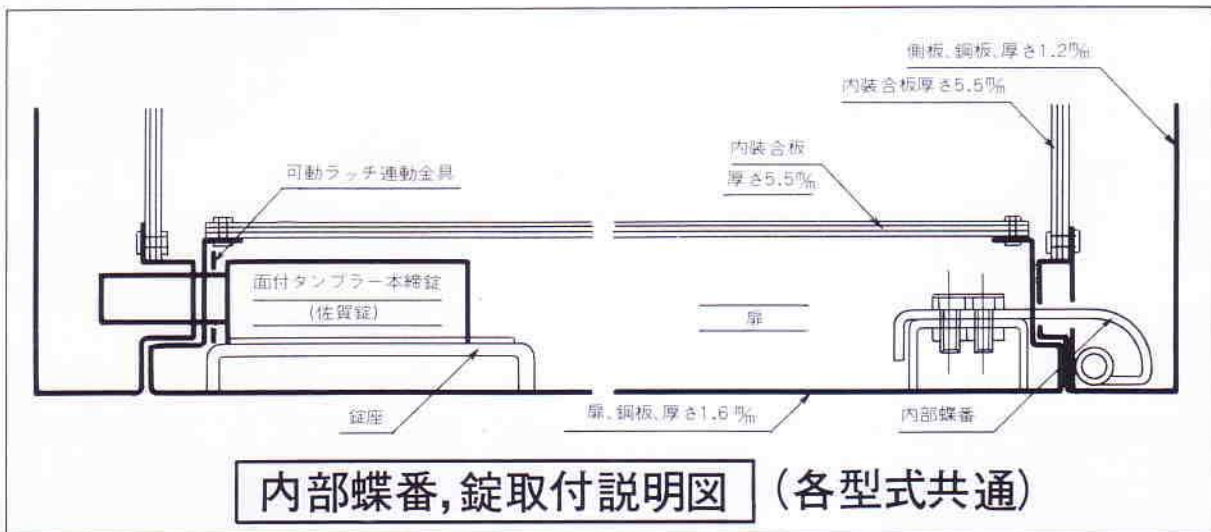 側板、鋼板、厚さ1.2㎜
内装合板厚さ5.5㎜
内装合板
厚さ5.5㎜
可動ラッチ連動金具
面付タンブラー本締錠
(佐賀錠)
扉
錠座
扉、鋼板、厚さ1.6㎜
内部蝶番
内部蝶番,錠取付説明図 (各型式共通)